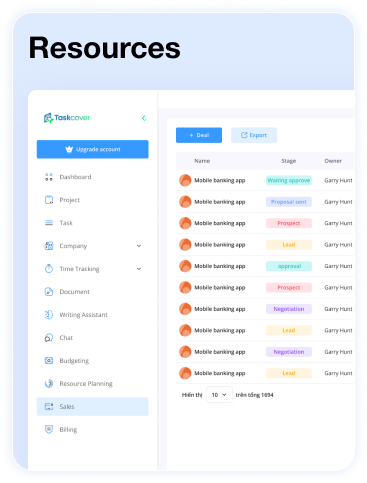 Resources
Taskcover
Upgrade account
Dashboard
Project
Task
Company
Time Tracking
Document
Writing Assistant
Chat
Budgeting
Resource Planning
Sales
Billing
+ Deal Export
Name Stage Owner
Mobile banking app Waiting approve Garry Hunt
Mobile banking app Proposal sent Garry Hunt
Mobile banking app Prospect Garry Hunt
Mobile banking app Lead Garry Hunt
Mobile banking app approval Garry Hunt
Mobile banking app Prospect Garry Hunt
Mobile banking app Negotiation Garry Hunt
Mobile banking app Lead Garry Hunt
Mobile banking app Negotiation Garry Hunt
Mobile banking app Lead Garry Hunt
Hiển thị 10 trên tổng 1694